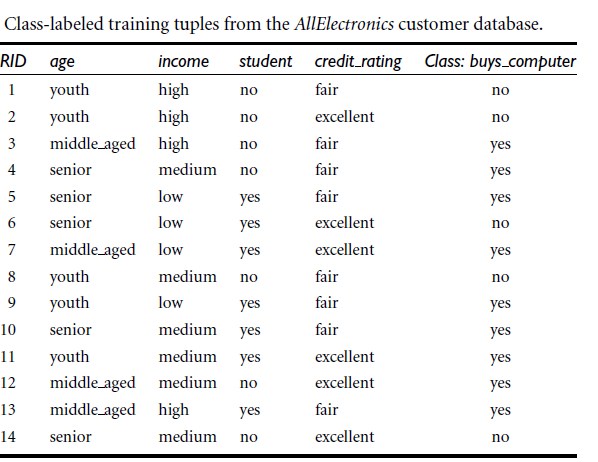 Class-labeled training tuples from the AllElectronics customer database.
RID age income student credit_rating Class: buys_computer
1 youth high no fair no
2 youth high no excellent no
3 middle_aged high no fair yes
4 senior medium no fair yes
5 senior low yes fair yes
6 senior low yes excellent no
7 middle_aged low yes excellent yes
8 youth medium no fair no
9 youth low yes fair yes
10 senior medium yes fair yes
11 youth medium yes excellent yes
12 middle_aged medium no excellent yes
13 middle_aged high yes fair yes
14 senior medium no excellent no